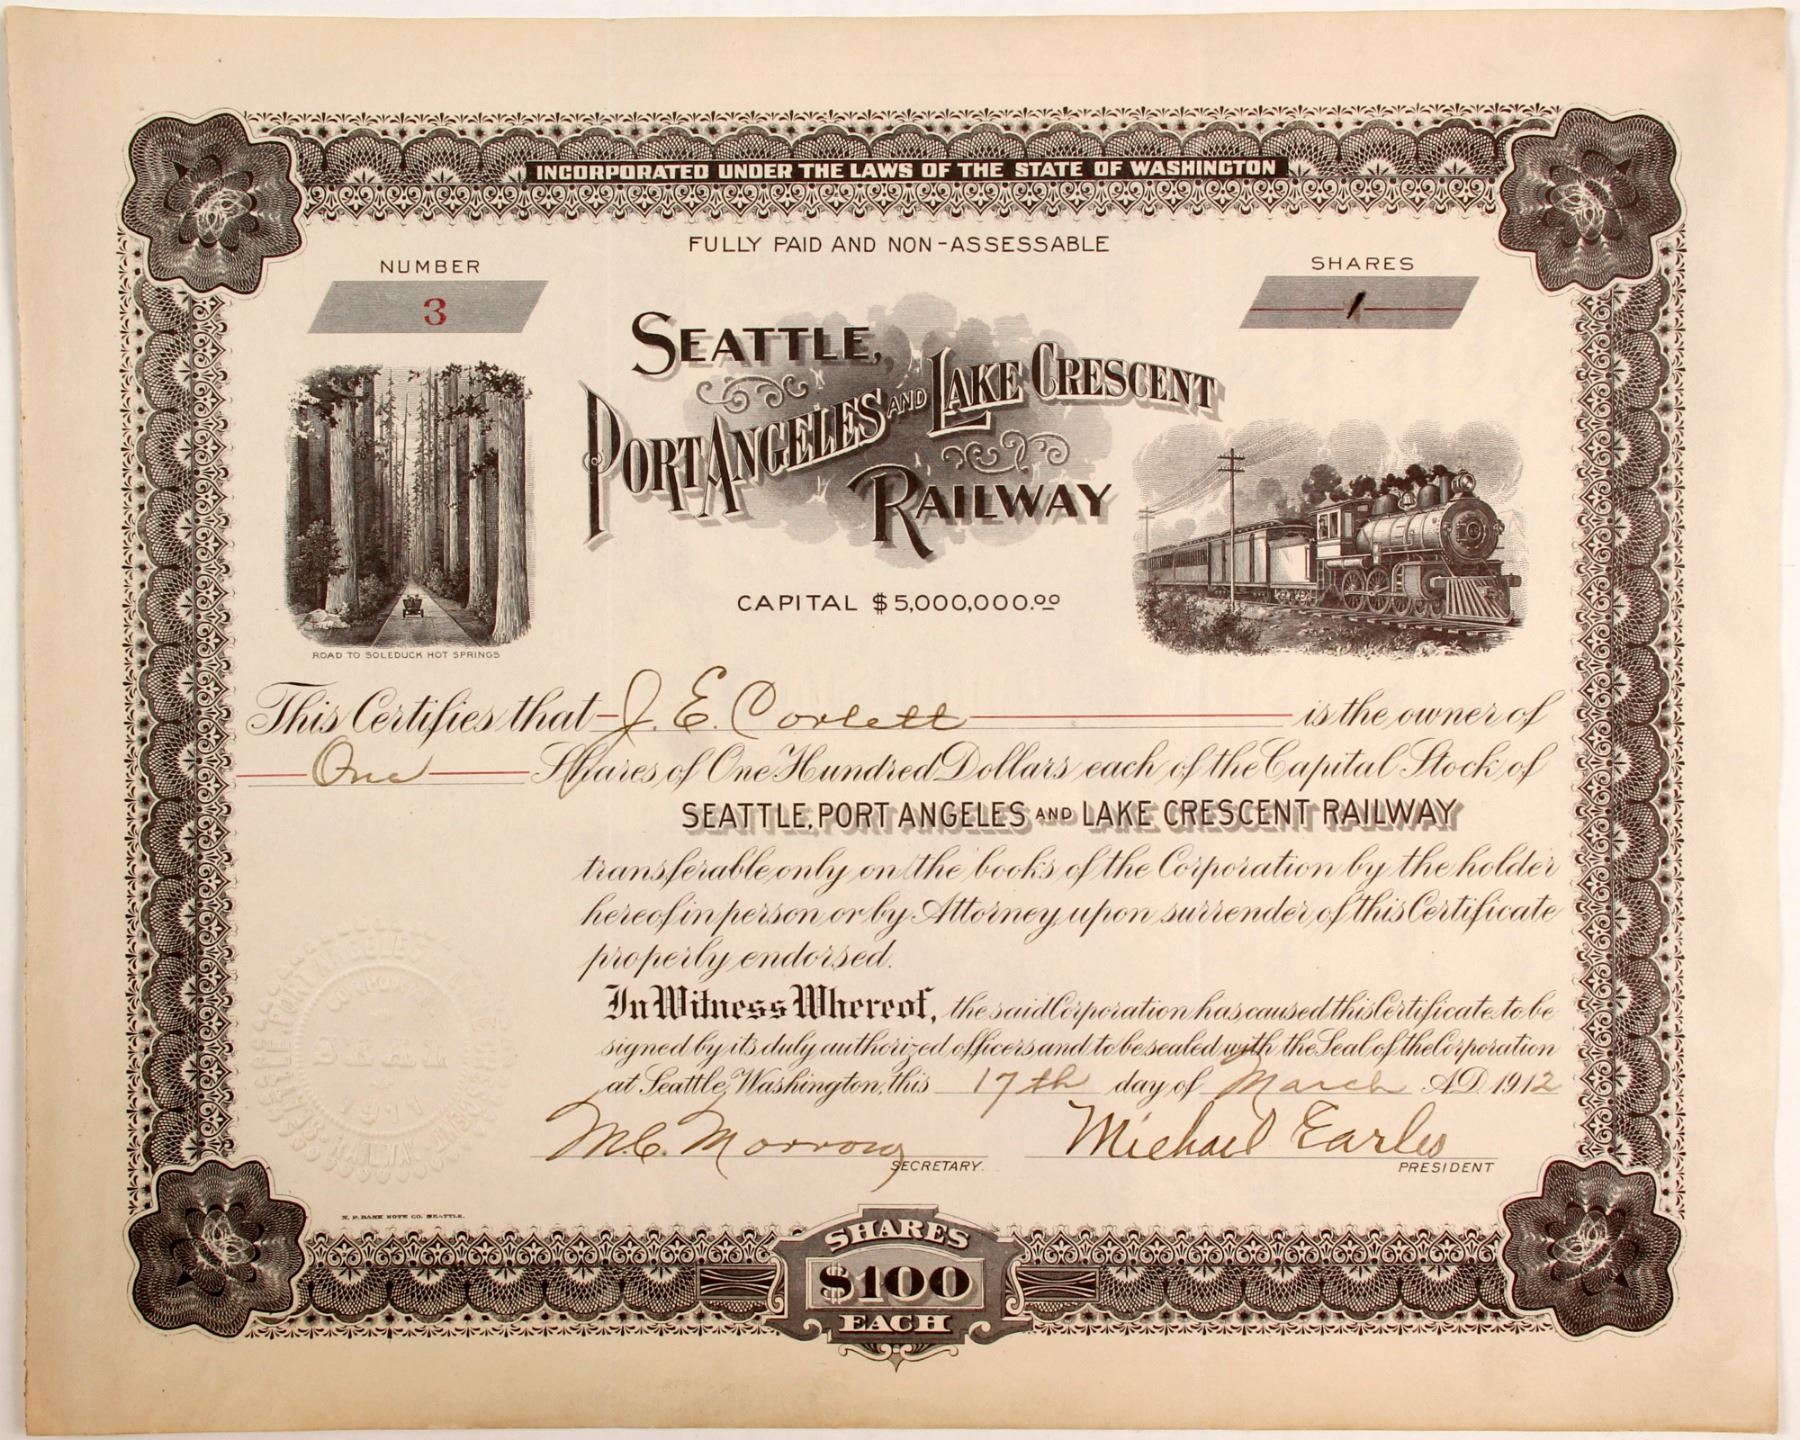 INCORPORATED UNDER THE LAWS OF THE STATE OF WASHINGTON
FULLY PAID AND NON-ASSESSABLE
NUMBER
3
SHARES
1
SEATTLE,
PORT ANGELES AND LAKE CRESCENT
RAILWAY
CAPITAL $5,000,000.00
ROAD TO SOLEDUCK HOT SPRINGS
This Certifies that J. E. Corlett is the owner of
One Shares of One Hundred Dollars each of the Capital Stock of
SEATTLE, PORT ANGELES AND LAKE CRESCENT RAILWAY
transferable only on the books of the Corporation by the holder
hereof in person or by Attorney upon surrender of this Certificate
properly endorsed.
In Witness Whereof, the said Corporation has caused this Certificate to be
signed by its duly authorized officers and to be sealed with the Seal of the Corporation
at Seattle, Washington, this 17th day of March A.D. 1912
M. C. Morrow
SECRETARY.
Michael Earles
PRESIDENT
SEAL
1911
N. P. BANK NOTE CO. SEATTLE.
SHARES
$100
EACH